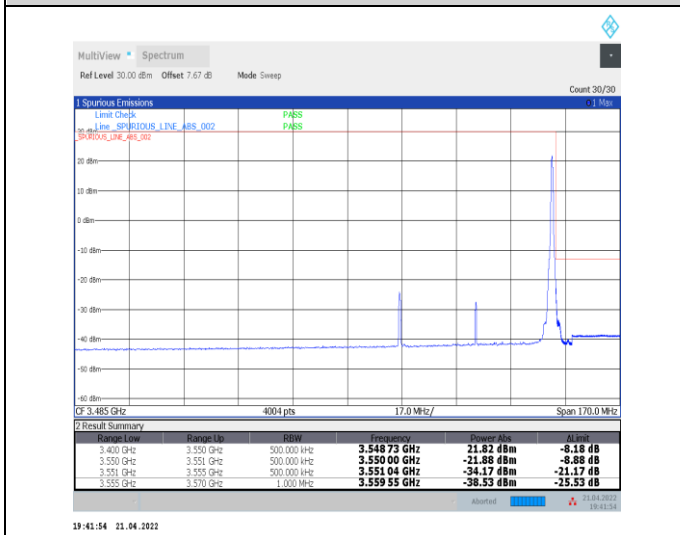 MultiView Spectrum
Ref Level 30.00 dBm Offset 7.67 dB Mode Sweep
Count 30/30
1 Spurious Emissions 1 Max
Limit Check PASS
Line _SPURIOUS_LINE_ABS_002 PASS
_SPURIOUS_LINE_ABS_002
20 dBm
10 dBm
0 dBm
-10 dBm
-20 dBm
-30 dBm
-40 dBm
-50 dBm
-60 dBm
CF 3.485 GHz 4004 pts 17.0 MHz/ Span 170.0 MHz
2 Result Summary
Range Low Range Up RBW Frequency Power Abs ΔLimit
3.400 GHz 3.550 GHz 500.000 kHz 3.548 73 GHz 21.82 dBm -8.18 dB
3.550 GHz 3.551 GHz 500.000 kHz 3.550 00 GHz -21.88 dBm -8.88 dB
3.551 GHz 3.555 GHz 500.000 kHz 3.551 04 GHz -34.17 dBm -21.17 dB
3.555 GHz 3.570 GHz 1.000 MHz 3.559 55 GHz -38.53 dBm -25.53 dB
Aborted 21.04.2022
19:41:54
19:41:54 21.04.2022